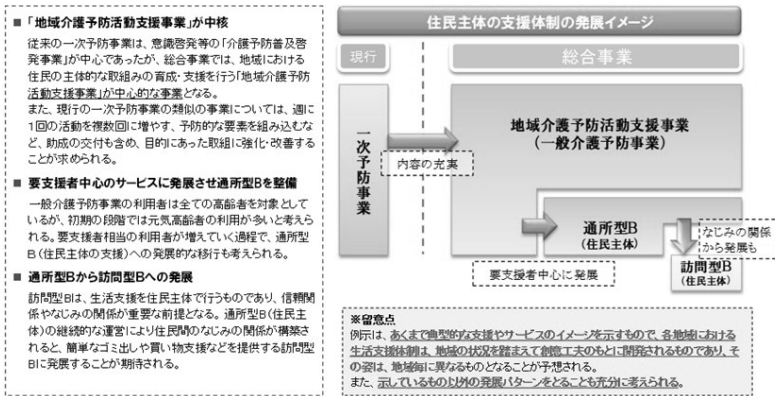 ■ 「地域介護予防活動支援事業」が中核
従来の一次予防事業は、意識啓発等の「介護予防普及啓
発事業」が中心であったが、総合事業では、地域における
住民の主体的な取組みの育成・支援を行う「地域介護予防
活動支援事業」が中心的な事業となる。
また、現行の一次予防事業の類似の事業については、週に
1回の活動を複数回に増やす、予防的な要素を組み込むな
ど、助成の交付も含め、目的にあった取組に強化・改善する
ことが求められる。
■ 要支援者中心のサービスに発展させ通所型Bを整備
一般介護予防事業の利用者は全ての高齢者を対象として
いるが、初期の段階では元気高齢者の利用が多いと考えら
れる。要支援者相当の利用者が増えていく過程で、通所型
B(住民主体の支援)への発展的な移行も考えられる。
■ 通所型Bから訪問型Bへの発展
訪問型Bは、生活支援を住民主体で行うものであり、信頼関
係やなじみの関係が重要な前提となる。通所型B(住民主
体)の継続的な運営により住民間のなじみの関係が構築さ
れると、簡単なゴミ出しや買い物支援などを提供する訪問型
Bに発展することが期待される。
住民主体の支援体制の発展イメージ
現行
総合事業
一次予防事業
内容の充実
地域介護予防活動支援事業
(一般介護予防事業)
要支援者中心に発展
通所型B
(住民主体)
なじみの関係
から発展も
訪問型B
(住民主体)
※留意点
例示は、あくまで典型的な支援やサービスのイメージを示すもので、各地域における
生活支援体制は、地域の状況を踏まえて創意工夫のもとに開発されるものであり、そ
の姿は、地域毎に異なるものとなることが予想される。
また、示しているもの以外の発展パターンをとることも充分に考えられる。